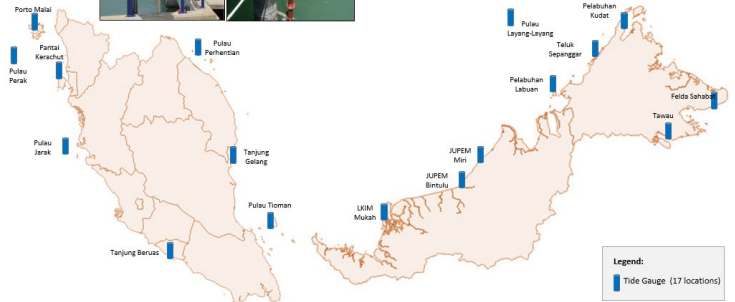 Porto Malai
Pulau
Perak
Pantai
Kerachut
Pulau
Perhentian
Pulau
Jarak
Tanjung
Gelang
Pulau Tioman
Tanjung Beruas
Pulau
Layang-Layang
Pelabuhan
Kudat
Teluk
Sepanggar
Pelabuhan
Labuan
Felda Sahabat
Tawau
JUPEM
Miri
JUPEM
Bintulu
LKIM
Mukah
Legend:
Tide Gauge (17 locations)